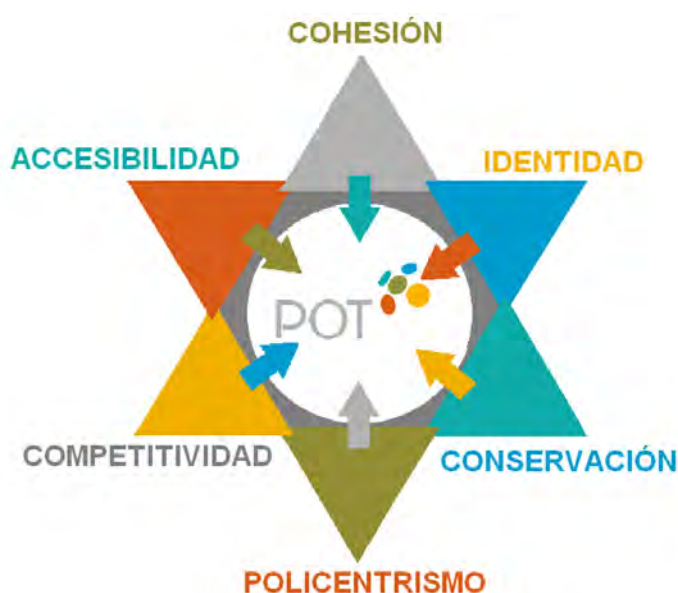 COHESIÓN
ACCESIBILIDAD
IDENTIDAD
POT
COMPETITIVIDAD
CONSERVACIÓN
POLICENTRISMO